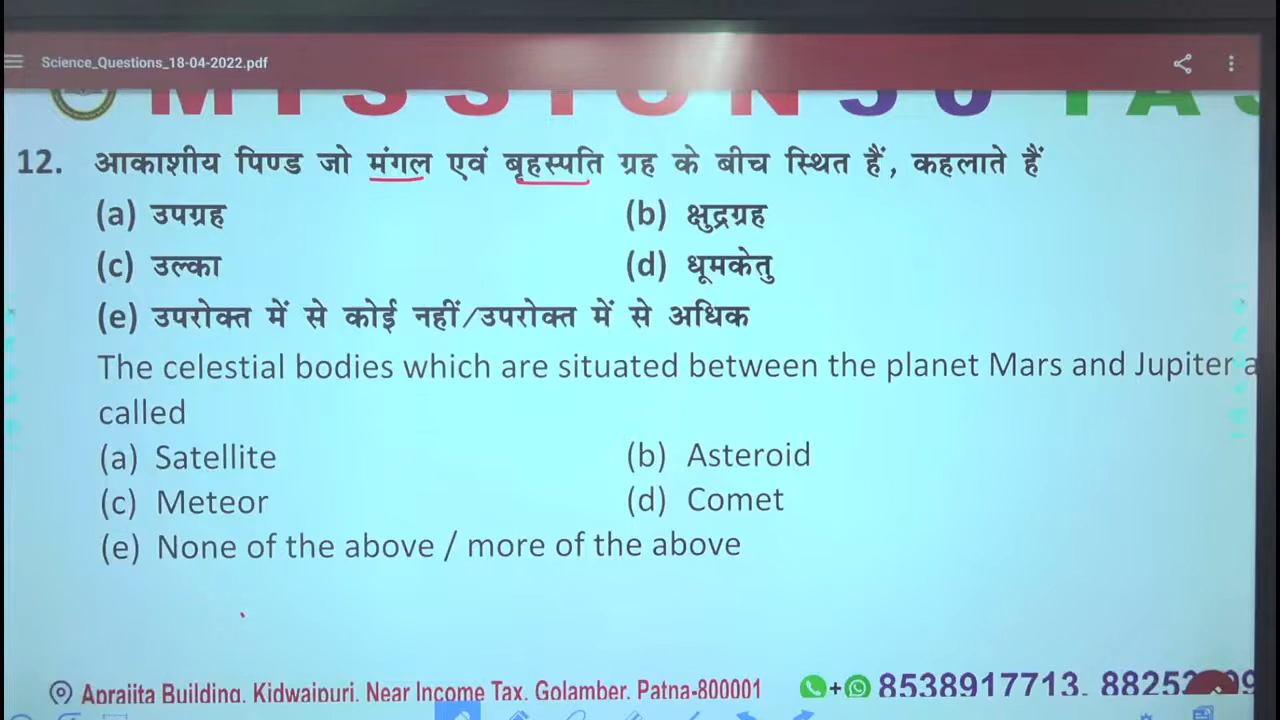 Science_Questions_18-04-2022.pdf
MISSION 50 IAS
12. आकाशीय पिण्ड जो मंगल एवं बृहस्पति ग्रह के बीच स्थित हैं, कहलाते हैं
(a) उपग्रह (b) क्षुद्रग्रह
(c) उल्का (d) धूमकेतु
(e) उपरोक्त में से कोई नहीं/उपरोक्त में से अधिक
The celestial bodies which are situated between the planet Mars and Jupiter a
called
(a) Satellite (b) Asteroid
(c) Meteor (d) Comet
(e) None of the above / more of the above
Aprajita Building, Kidwaipuri, Near Income Tax, Golamber, Patna-800001 + 8538917713, 8825